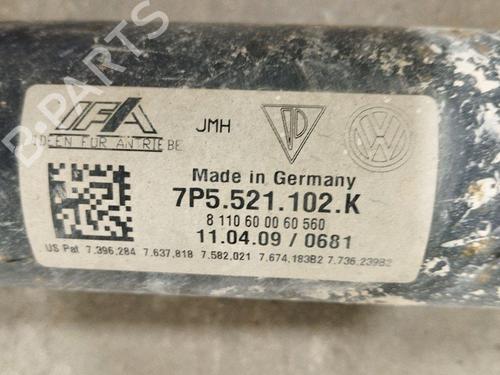 B-PARTS
IFA
IDEEN FÜR ANTRIEBE
JMH
VW
Made in Germany
7P5.521.102.K
8 110 60 00 60 560
11.04.09 / 0681
US Pat 7,396,284 7,637,818 7,582,021 7,674,183B2 7,736,239B2